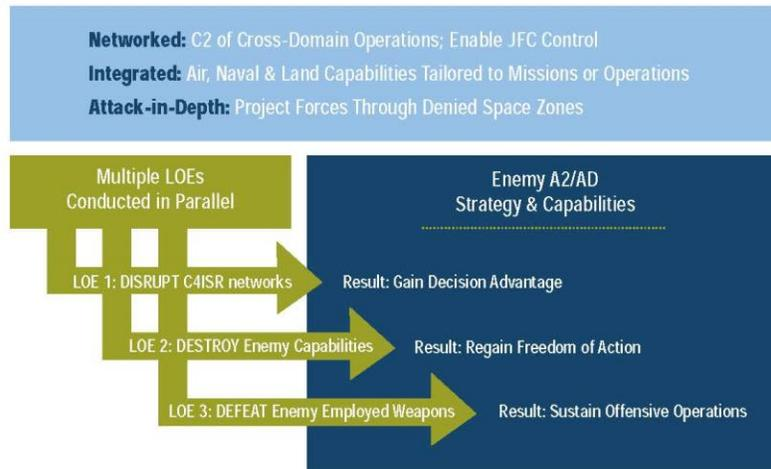 Networked: C2 of Cross-Domain Operations; Enable JFC Control
Integrated: Air, Naval & Land Capabilities Tailored to Missions or Operations
Attack-in-Depth: Project Forces Through Denied Space Zones
Multiple LOEs
Conducted in Parallel
Enemy A2/AD
Strategy & Capabilities
LOE 1: DISRUPT C4ISR networks
Result: Gain Decision Advantage
LOE 2: DESTROY Enemy Capabilities
Result: Regain Freedom of Action
LOE 3: DEFEAT Enemy Employed Weapons
Result: Sustain Offensive Operations